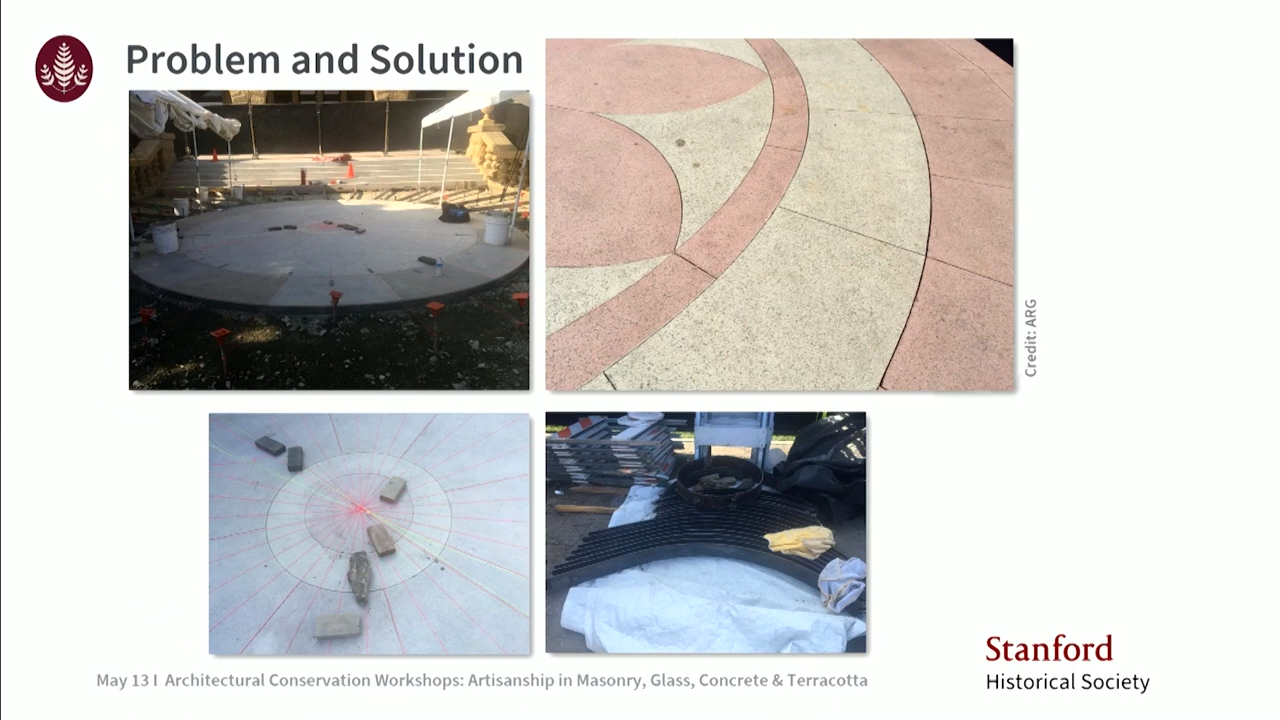 Problem and Solution
Credit: ARG
May 13 I Architectural Conservation Workshops: Artisanship in Masonry, Glass, Concrete & Terracotta
Stanford
Historical Society